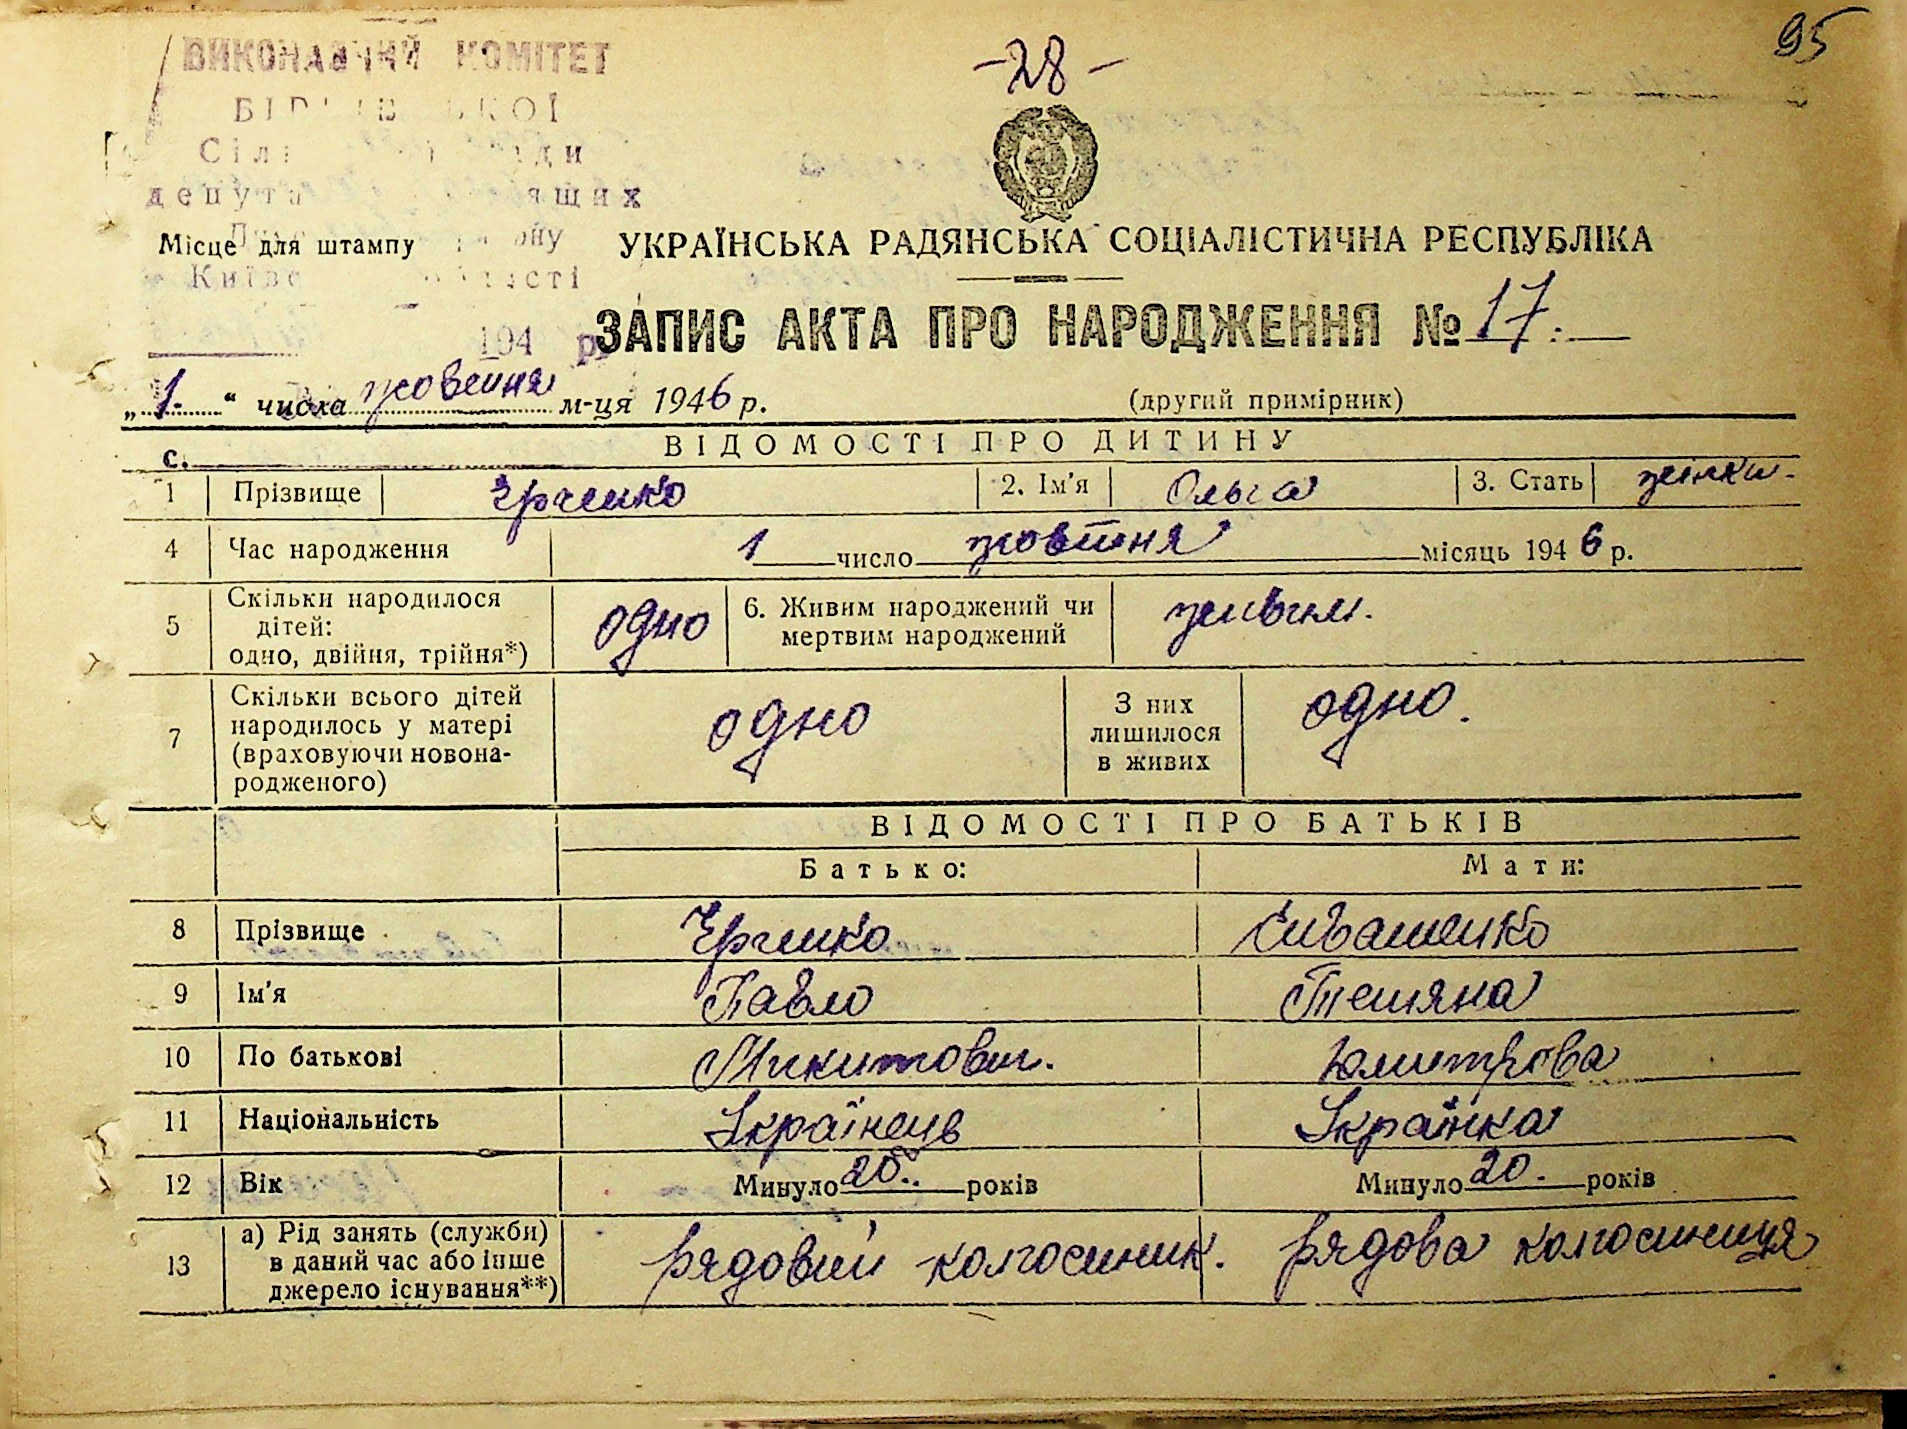 95
-28-
ВИКОНАВЧИЙ КОМІТЕТ
депута ящих
Місце для штампу
УКРАЇНСЬКА РАДЯНСЬКА СОЦІАЛІСТИЧНА РЕСПУБЛІКА
194 р.
ЗАПИС АКТА ПРО НАРОДЖЕННЯ № 17.
„1.“ числа жовтня м-ця 1946 р.
(другий примірник)
ВІДОМОСТІ ПРО ДИТИНУ
с.
1 Прізвище 2. Ім'я Ольга 3. Стать жінки.
4 Час народження 1 число жовтня місяць 1946 р.
5 Скільки народилося дітей: одно, двійня, трійня*) одно 6. Живим народжений чи мертвим народжений живим.
7 Скільки всього дітей народилось у матері (враховуючи новонародженого) одно З них лишилося в живих одно.
ВІДОМОСТІ ПРО БАТЬКІВ
Батько: Мати:
8 Прізвище Сивашенко
9 Ім'я Павло Тетяна
10 По батькові Микитович. Дмитрова
11 Національність Українець Українка
12 Вік Минуло 20.. років Минуло 20. років
13 а) Рід занять (служби) в даний час або інше джерело існування**) рядовий колгоспник. рядова колгоспниця